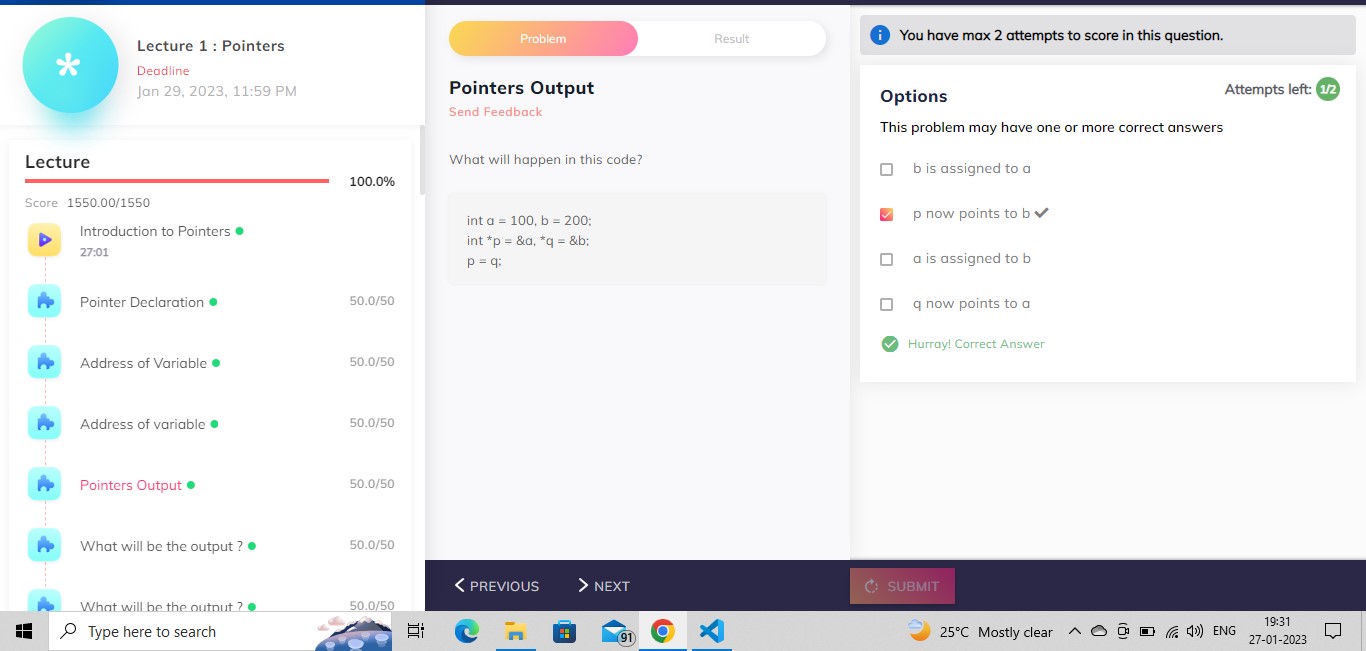 *
Lecture 1 : Pointers
Deadline
Jan 29, 2023, 11:59 PM
Lecture
100.0%
Score 1550.00/1550
Introduction to Pointers
27:01
Pointer Declaration 50.0/50
Address of Variable 50.0/50
Address of variable 50.0/50
Pointers Output 50.0/50
What will be the output ? 50.0/50
What will be the output ? 50.0/50
Problem Result
Pointers Output
Send Feedback
What will happen in this code?
int a = 100, b = 200;
int *p = &a, *q = &b;
p = q;
PREVIOUS NEXT
You have max 2 attempts to score in this question.
Options
Attempts left: 1/2
This problem may have one or more correct answers
b is assigned to a
p now points to b
a is assigned to b
q now points to a
Hurray! Correct Answer
SUBMIT
Type here to search
91
25°C Mostly clear
ENG
19:31
27-01-2023